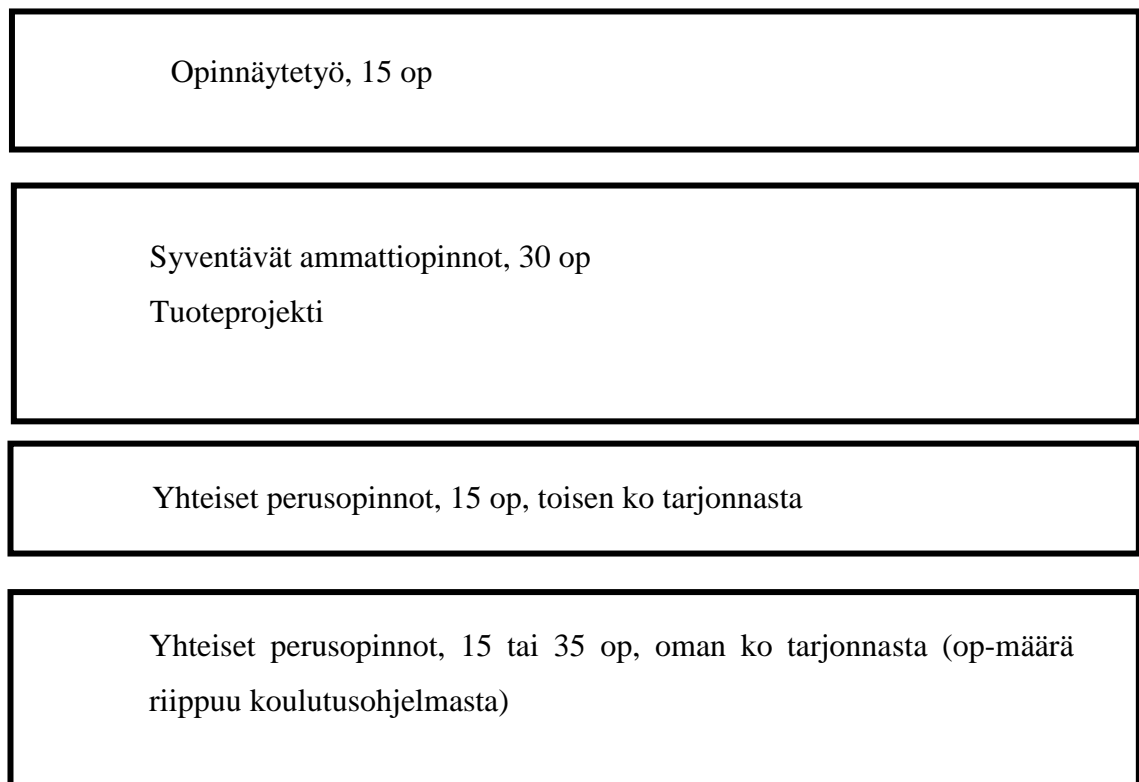 Opinnäytetyö, 15 op
Syventävät ammattiopinnot, 30 op
Tuoteprojekti
Yhteiset perusopinnot, 15 op, toisen ko tarjonnasta
Yhteiset perusopinnot, 15 tai 35 op, oman ko tarjonnasta (op-määrä
riippuu koulutusohjelmasta)